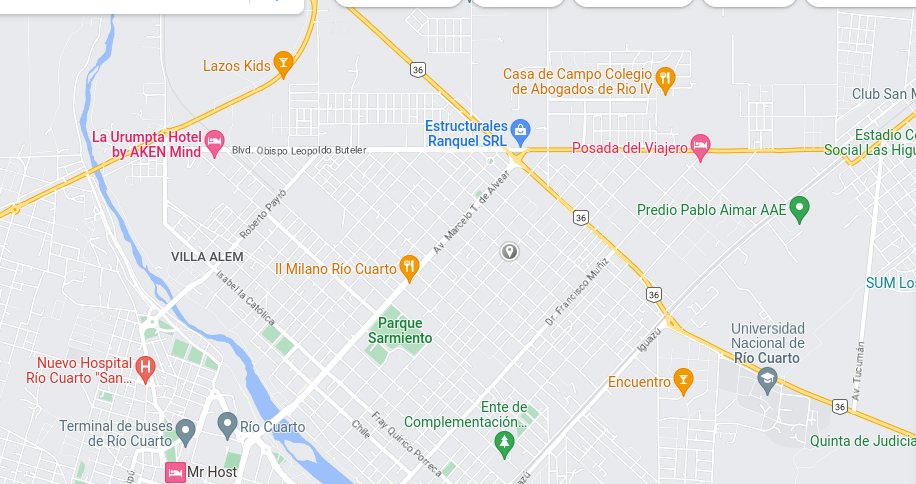 36
Lazos Kids
Casa de Campo Colegio
de Abogados de Rio IV
Club San M
Estructurales
Ranquel SRL
La Urumpta Hotel
by AKEN Mind
Blvd. Obispo Leopoldo Buteler
Posada del Viajero
Estadio Ce
Social Las Higu
Roberto Payró
Av. Marcelo T. de Alvear
36
Predio Pablo Aimar AAE
VILLA ALEM
Il Milano Río Cuarto
Isabel la Católica
Dr. Francisco Muñiz
36
SUM Lo
Parque
Sarmiento
Iguazú
Universidad
Nacional de
Río Cuarto
Av. Tucumán
Nuevo Hospital
Río Cuarto "San...
Encuentro
36
Ente de
Complementación...
Terminal de buses
de Río Cuarto
Río Cuarto
Chile
Fray Quirico Porreca
Quinta de Judicia
Mr Host